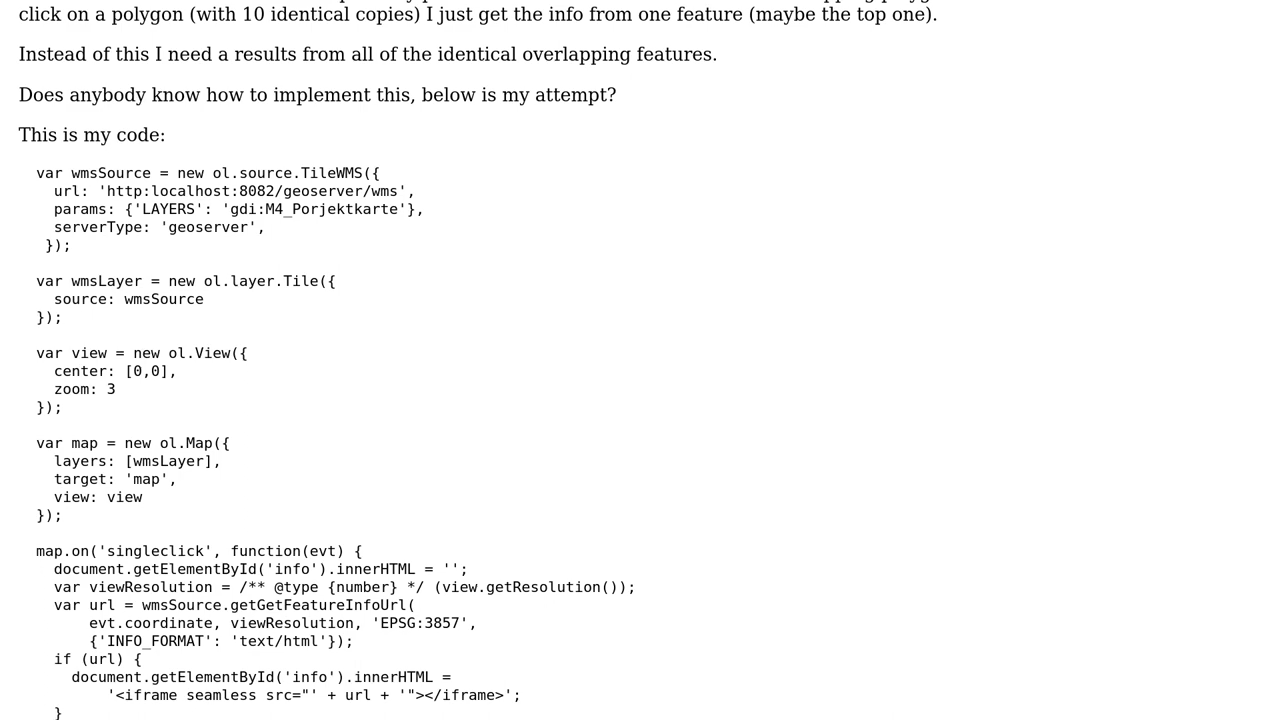 click on a polygon (with 10 identical copies) I just get the info from one feature (maybe the top one).
Instead of this I need a results from all of the identical overlapping features.
Does anybody know how to implement this, below is my attempt?
This is my code:
var wmsSource = new ol.source.TileWMS({
url: 'http:localhost:8082/geoserver/wms',
params: {'LAYERS': 'gdi:M4_Porjektkarte'},
serverType: 'geoserver',
});
var wmsLayer = new ol.layer.Tile({
source: wmsSource
});
var view = new ol.View({
center: [0,0],
zoom: 3
});
var map = new ol.Map({
layers: [wmsLayer],
target: 'map',
view: view
});
map.on('singleclick', function(evt) {
document.getElementById('info').innerHTML = '';
var viewResolution = /** @type {number} */ (view.getResolution());
var url = wmsSource.getGetFeatureInfoUrl(
evt.coordinate, viewResolution, 'EPSG:3857',
{'INFO_FORMAT': 'text/html'});
if (url) {
document.getElementById('info').innerHTML =
'<iframe seamless src="' + url + '"></iframe>';
}